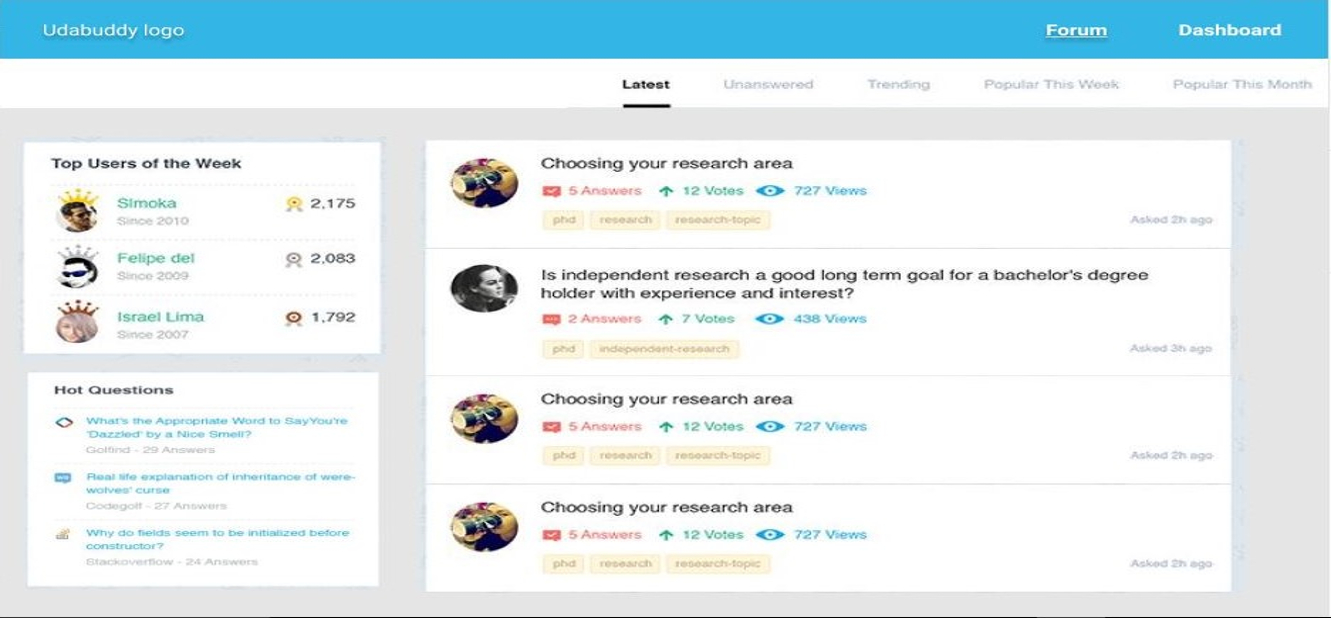 Udabuddy logo
Forum
Dashboard
Latest
Unanswered
Trending
Popular This Week
Popular This Month
Top Users of the Week
SImoka
2,175
Since 2010
Felipe del
2,083
Since 2009
Israel Lima
1,792
Since 2007
Hot Questions
What's the Appropriate Word to SayYou're
'Dazzled' by a Nice Smell?
Golfind - 29 Answers
Real life explanation of inheritance of were-
wolves' curse
Codegolf - 27 Answers
Why do fields seem to be initialized before
constructor?
Stackoverflow - 24 Answers
Choosing your research area
5 Answers 12 Votes 727 Views
phd research research-topic
Asked 2h ago
Is independent research a good long term goal for a bachelor's degree
holder with experience and interest?
2 Answers 7 Votes 438 Views
phd independent-research
Asked 3h ago
Choosing your research area
5 Answers 12 Votes 727 Views
phd research research-topic
Asked 2h ago
Choosing your research area
5 Answers 12 Votes 727 Views
phd research research-topic
Asked 2h ago